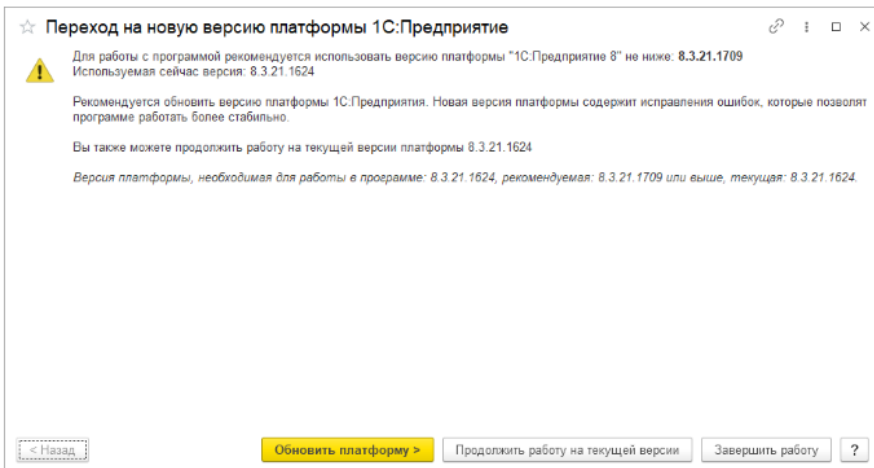 Переход на новую версию платформы 1С:Предприятие
Для работы с программой рекомендуется использовать версию платформы "1С:Предприятие 8" не ниже: 8.3.21.1709
Используемая сейчас версия: 8.3.21.1624
Рекомендуется обновить версию платформы 1С:Предприятия. Новая версия платформы содержит исправления ошибок, которые позволят
программе работать более стабильно.
Вы также можете продолжить работу на текущей версии платформы 8.3.21.1624
Версия платформы, необходимая для работы в программе: 8.3.21.1624, рекомендуемая: 8.3.21.1709 или выше, текущая: 8.3.21.1624.
< Назад Обновить платформу > Продолжить работу на текущей версии Завершить работу ?